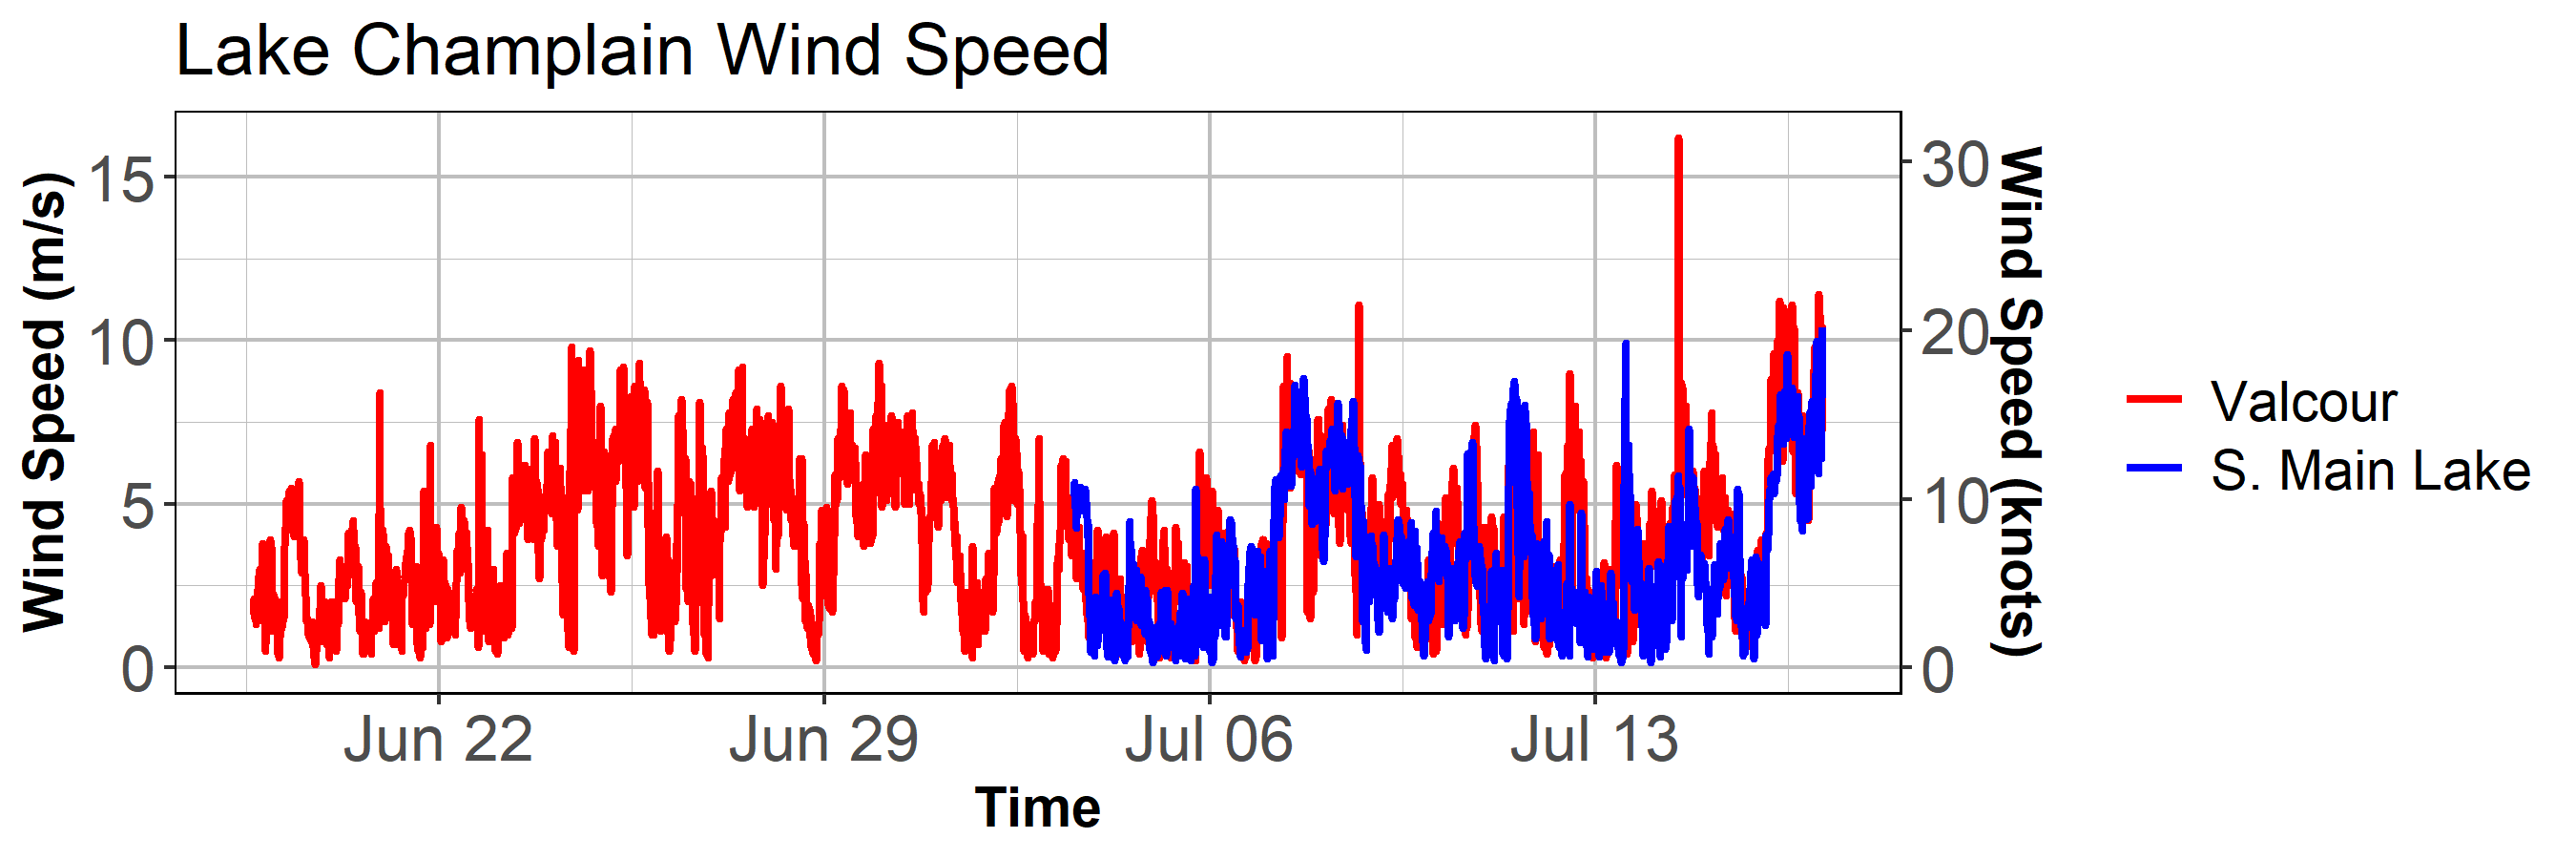 Lake Champlain Wind Speed
Wind Speed (m/s)
15
10
5
0
30
20
10
0
Wind Speed (knots)
Jun 22
Jun 29
Jul 06
Jul 13
Time
Valcour
S. Main Lake